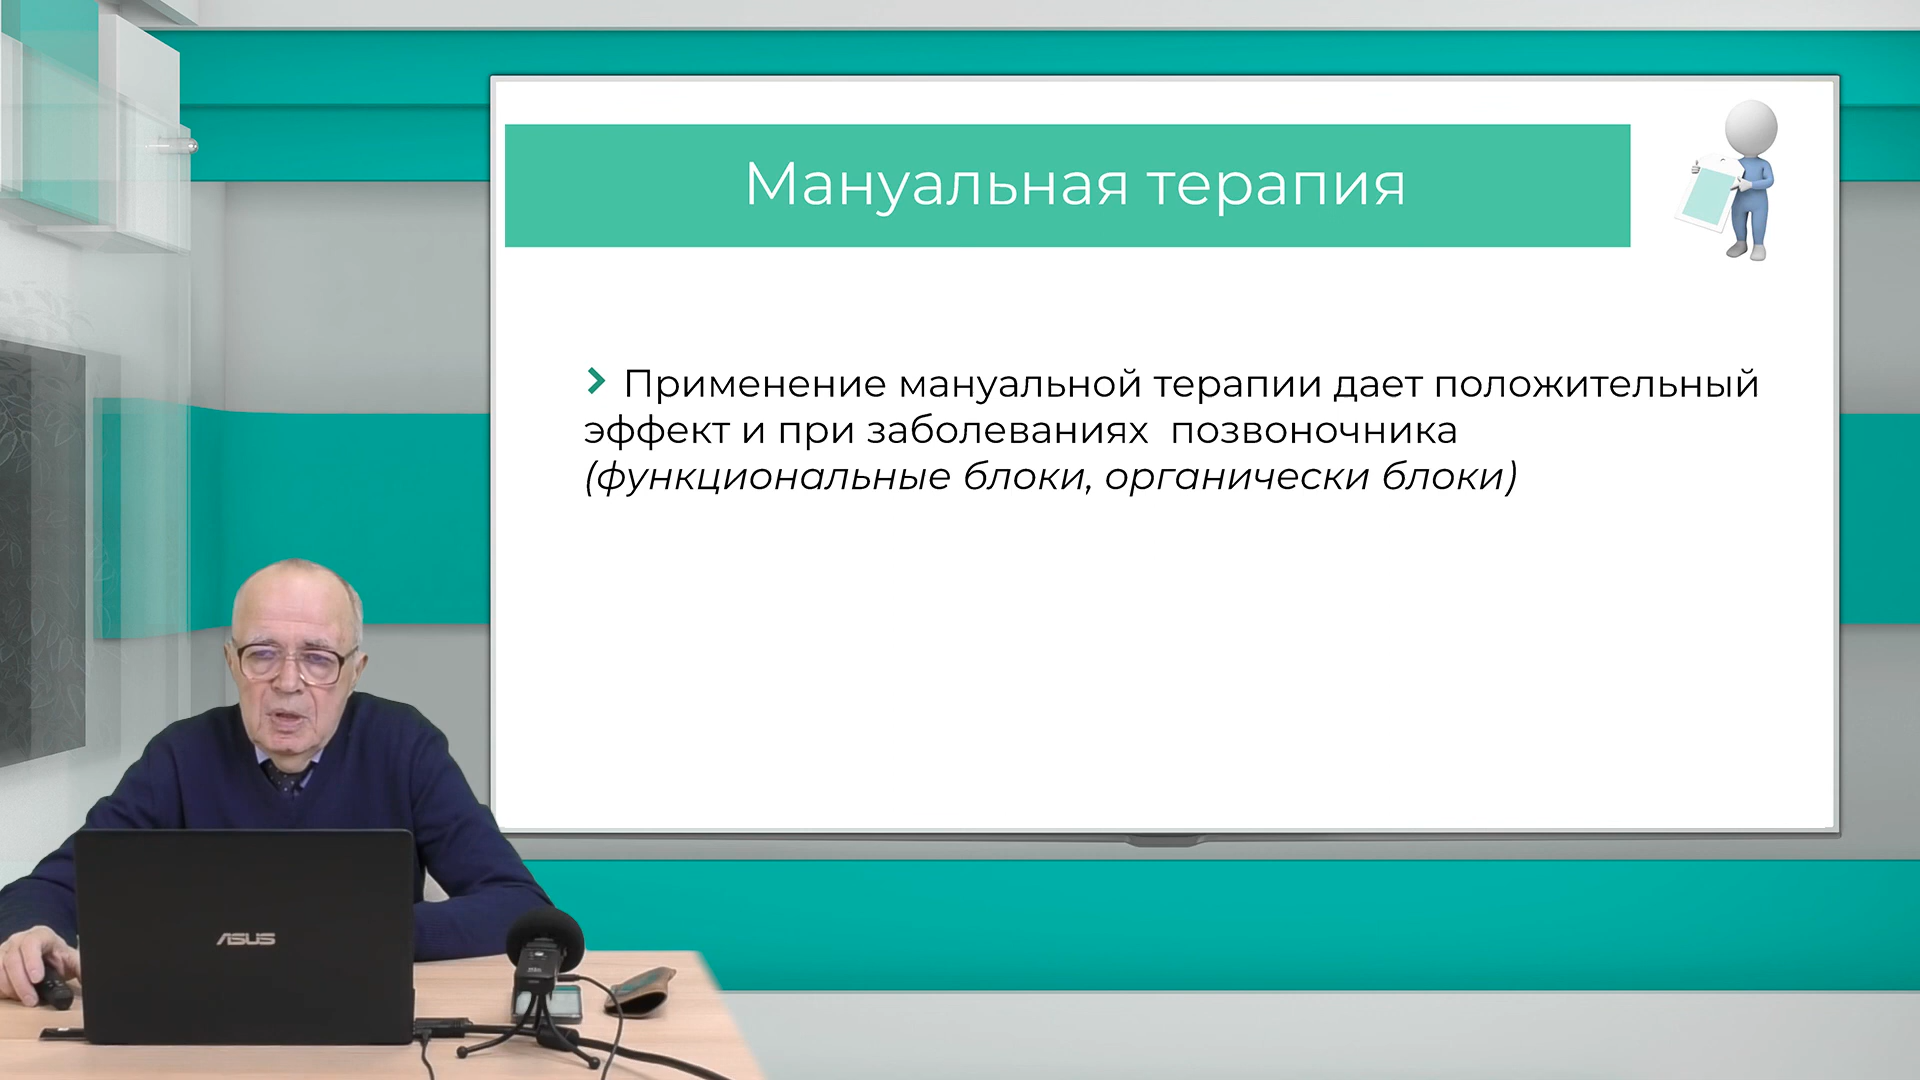 Мануальная терапия
Применение мануальной терапии дает положительный
эффект и при заболеваниях позвоночника
(функциональные блоки, органически блоки)
ASUS